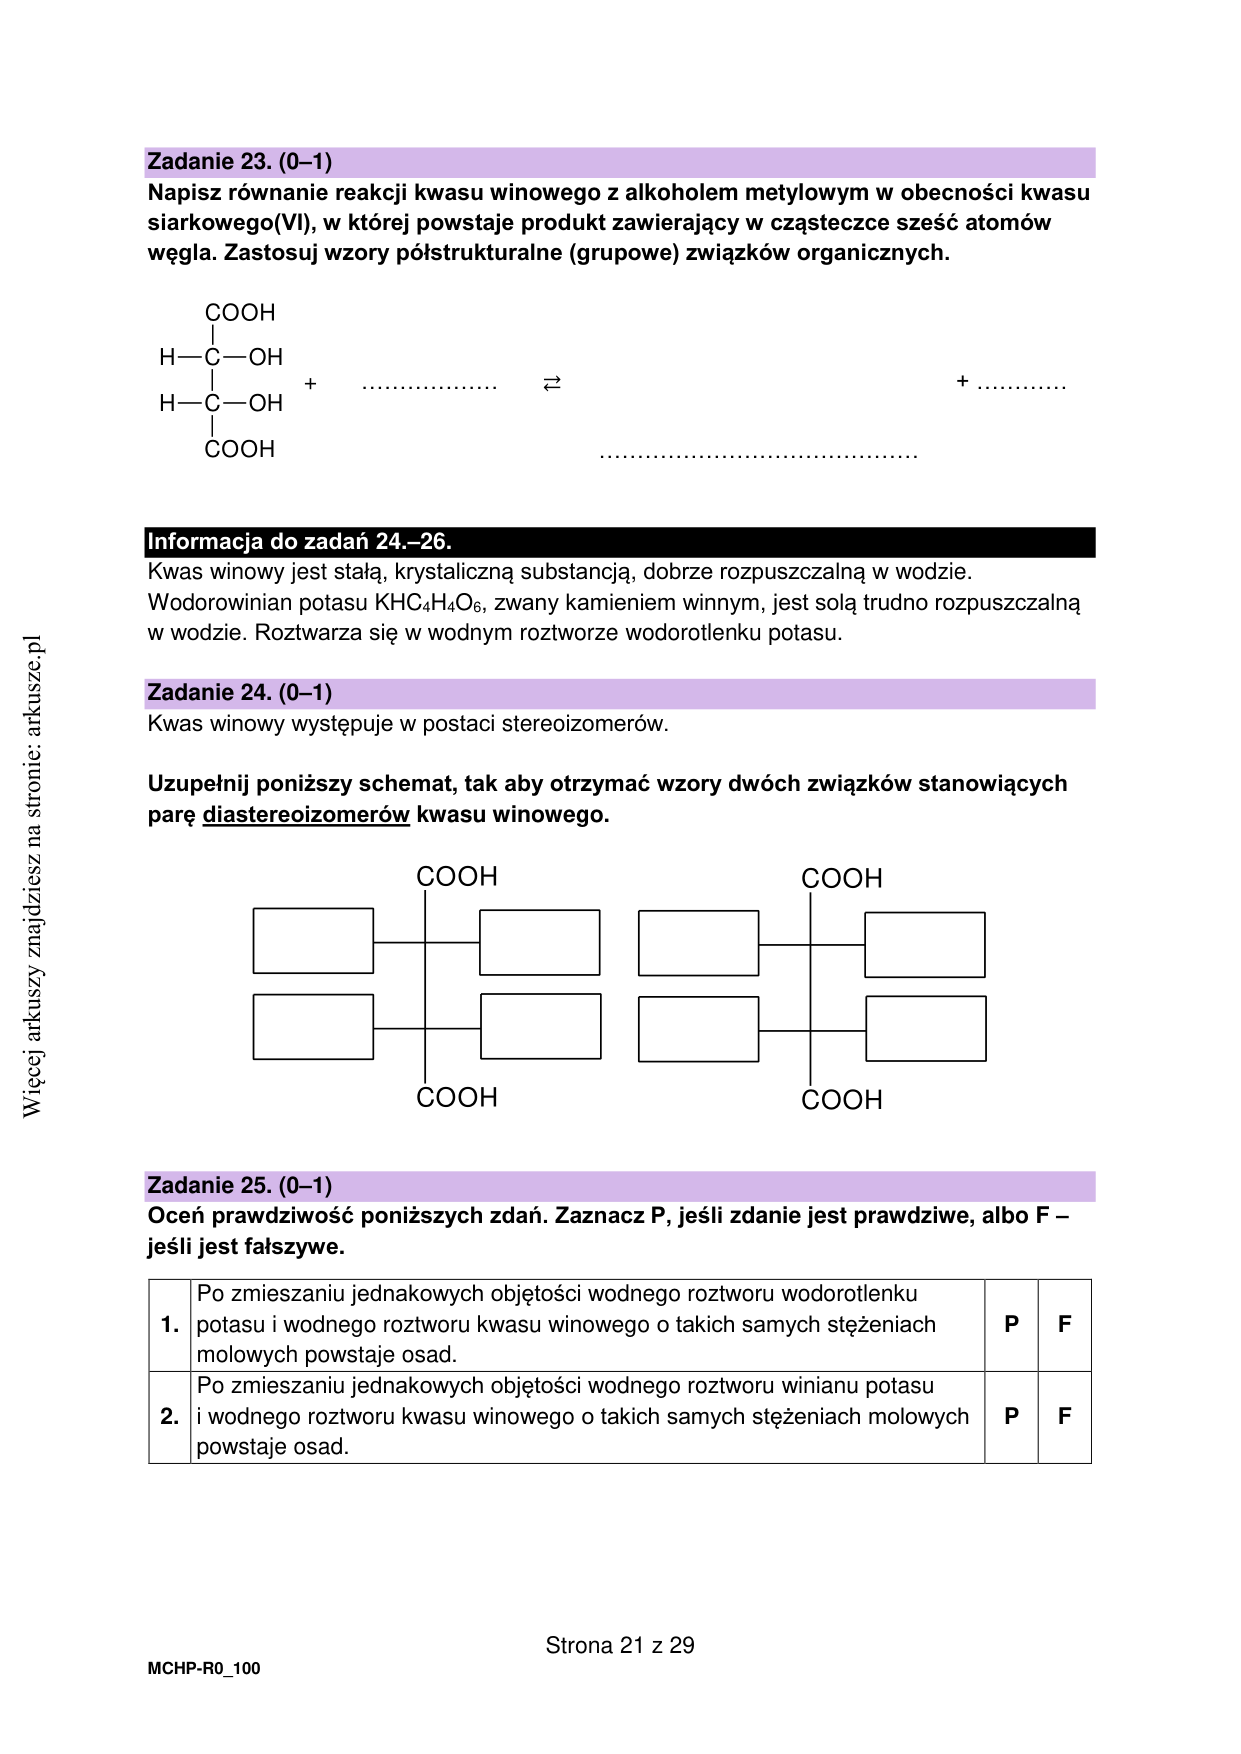 Zadanie 23. (0–1)
Napisz równanie reakcji kwasu winowego z alkoholem metylowym w obecności kwasu
siarkowego(VI), w której powstaje produkt zawierający w cząsteczce sześć atomów
węgla. Zastosuj wzory półstrukturalne (grupowe) związków organicznych.
COOH
H—C—OH
+ .................. ⇄ + ............
H—C—OH
COOH
..........................................
Informacja do zadań 24.–26.
Kwas winowy jest stałą, krystaliczną substancją, dobrze rozpuszczalną w wodzie.
Wodorowinian potasu KHC₄H₄O₆, zwany kamieniem winnym, jest solą trudno rozpuszczalną
w wodzie. Roztwarza się w wodnym roztworze wodorotlenku potasu.
Zadanie 24. (0–1)
Kwas winowy występuje w postaci stereoizomerów.
Uzupełnij poniższy schemat, tak aby otrzymać wzory dwóch związków stanowiących
parę diastereoizomerów kwasu winowego.
COOH COOH
COOH COOH
Zadanie 25. (0–1)
Oceń prawdziwość poniższych zdań. Zaznacz P, jeśli zdanie jest prawdziwe, albo F –
jeśli jest fałszywe.
Po zmieszaniu jednakowych objętości wodnego roztworu wodorotlenku
1. potasu i wodnego roztworu kwasu winowego o takich samych stężeniach P F
molowych powstaje osad.
Po zmieszaniu jednakowych objętości wodnego roztworu winianu potasu
2. i wodnego roztworu kwasu winowego o takich samych stężeniach molowych P F
powstaje osad.
Strona 21 z 29
MCHP-R0_100
Więcej arkuszy znajdziesz na stronie: arkusze.pl